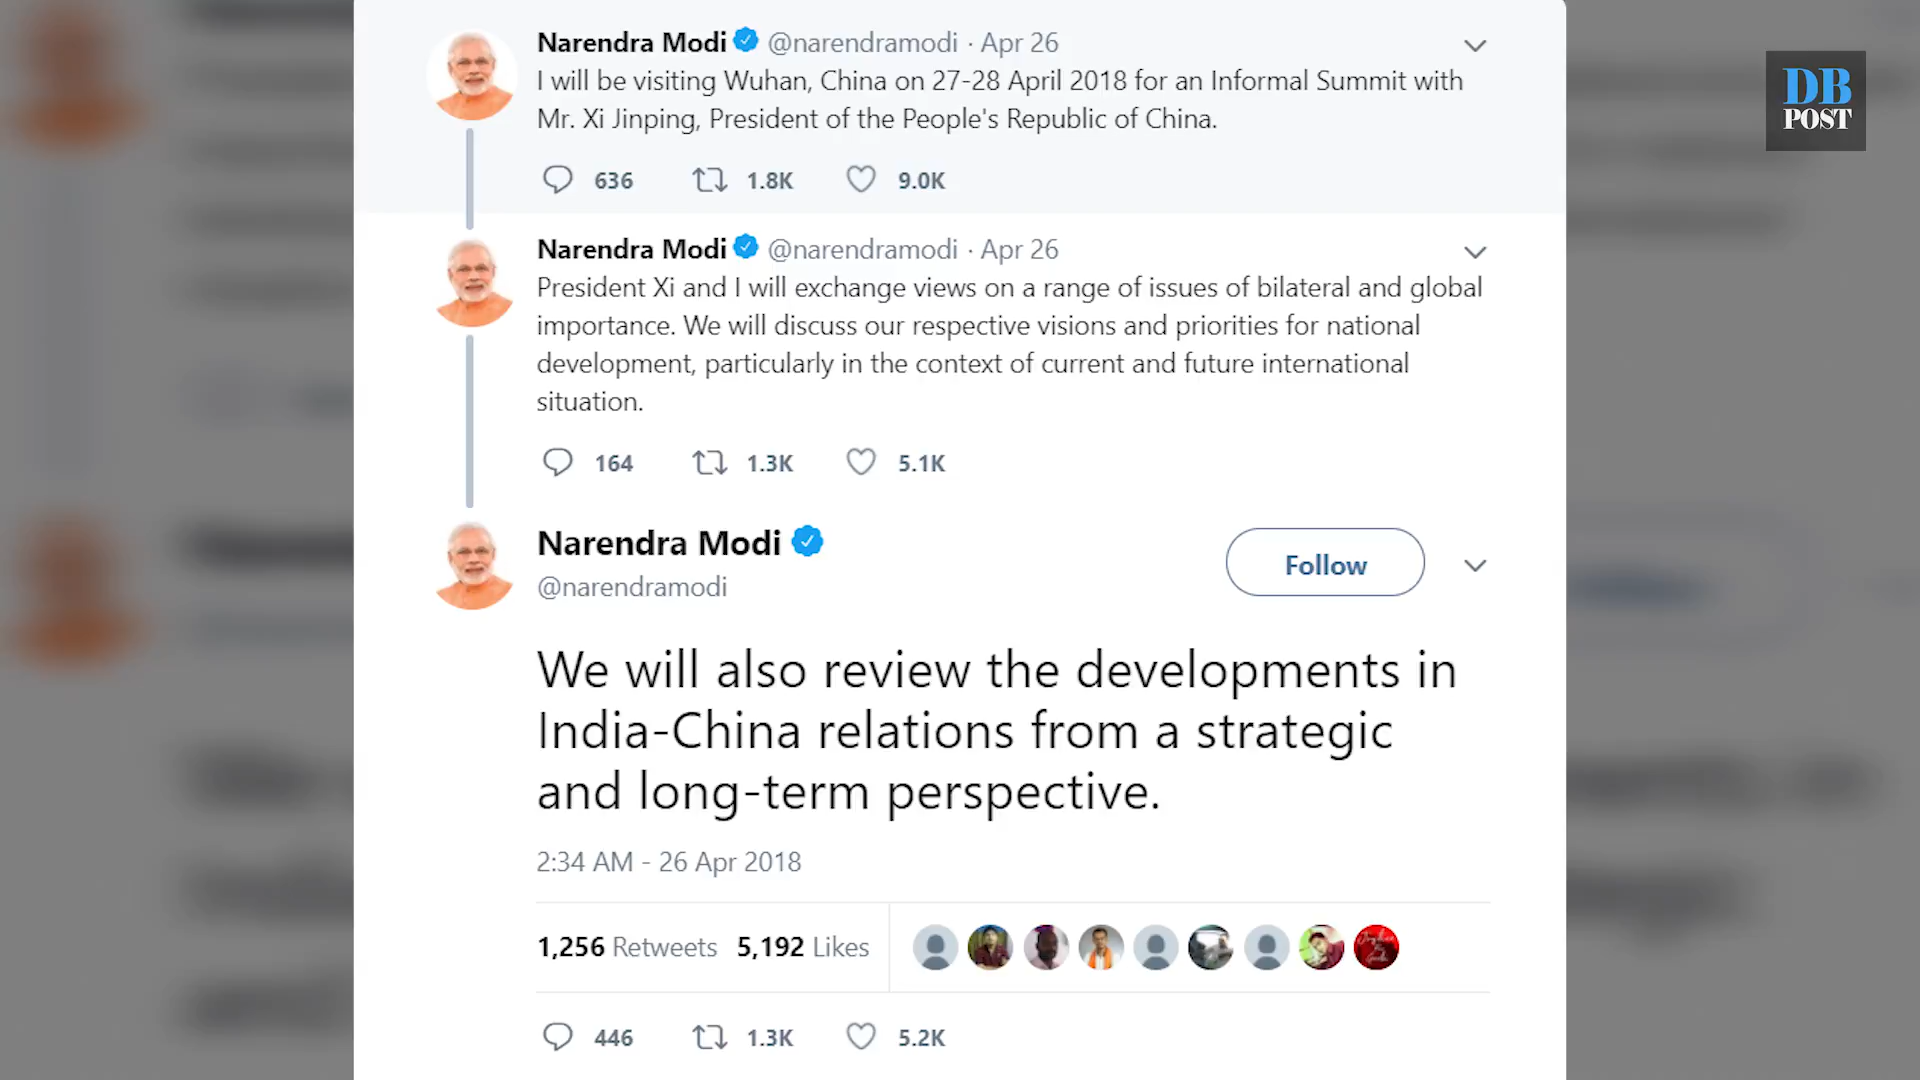 Narendra Modi @narendramodi · Apr 26
I will be visiting Wuhan, China on 27-28 April 2018 for an Informal Summit with
Mr. Xi Jinping, President of the People's Republic of China.
636 1.8K 9.0K
Narendra Modi @narendramodi · Apr 26
President Xi and I will exchange views on a range of issues of bilateral and global
importance. We will discuss our respective visions and priorities for national
development, particularly in the context of current and future international
situation.
164 1.3K 5.1K
Narendra Modi
@narendramodi
Follow
We will also review the developments in
India-China relations from a strategic
and long-term perspective.
2:34 AM - 26 Apr 2018
1,256 Retweets 5,192 Likes
446 1.3K 5.2K
DB
POST